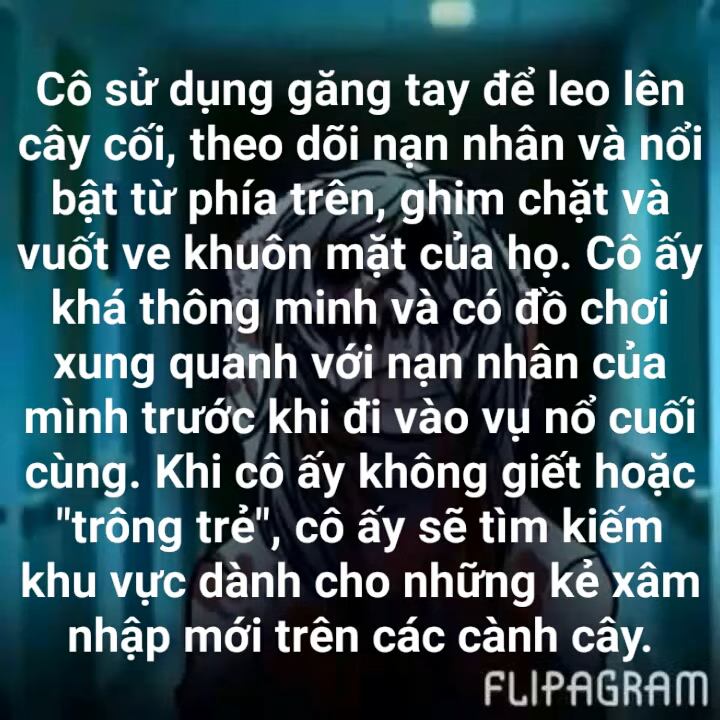 Cô sử dụng găng tay để leo lên
cây cối, theo dõi nạn nhân và nổi
bật từ phía trên, ghim chặt và
vuốt ve khuôn mặt của họ. Cô ấy
khá thông minh và có đồ chơi
xung quanh với nạn nhân của
mình trước khi đi vào vụ nổ cuối
cùng. Khi cô ấy không giết hoặc
"trông trẻ", cô ấy sẽ tìm kiếm
khu vực dành cho những kẻ xâm
nhập mới trên các cành cây.
FLIPAGRAM